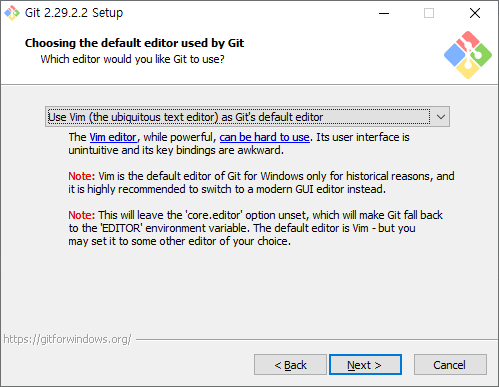 Git 2.29.2.2 Setup
Choosing the default editor used by Git
Which editor would you like Git to use?
Use Vim (the ubiquitous text editor) as Git's default editor
The Vim editor, while powerful, can be hard to use. Its user interface is
unintuitive and its key bindings are awkward.
Note: Vim is the default editor of Git for Windows only for historical reasons, and
it is highly recommended to switch to a modern GUI editor instead.
Note: This will leave the 'core.editor' option unset, which will make Git fall back
to the 'EDITOR' environment variable. The default editor is Vim - but you
may set it to some other editor of your choice.
https://gitforwindows.org/
< Back
Next >
Cancel